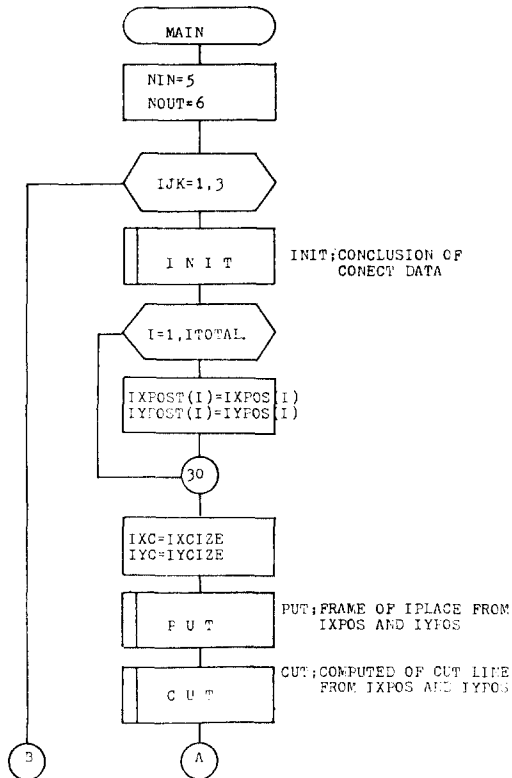 MAIN
NIN=5
NOUT=6
IJK=1,3
I N I T
INIT;CONCLUSION OF
CONECT DATA
I=1,ITOTAL
IXPOST(I)=IXPOS(I)
IYPOST(I)=IYPOS(I)
30
IXC=IXCIZE
IYC=IYCIZE
P U T
PUT;FRAME OF IPLACE FROM
IXPOS AND IYPOS
C U T
CUT;COMPUTED OF CUT LINE
FROM IXPOS AND IYPOS
B
A